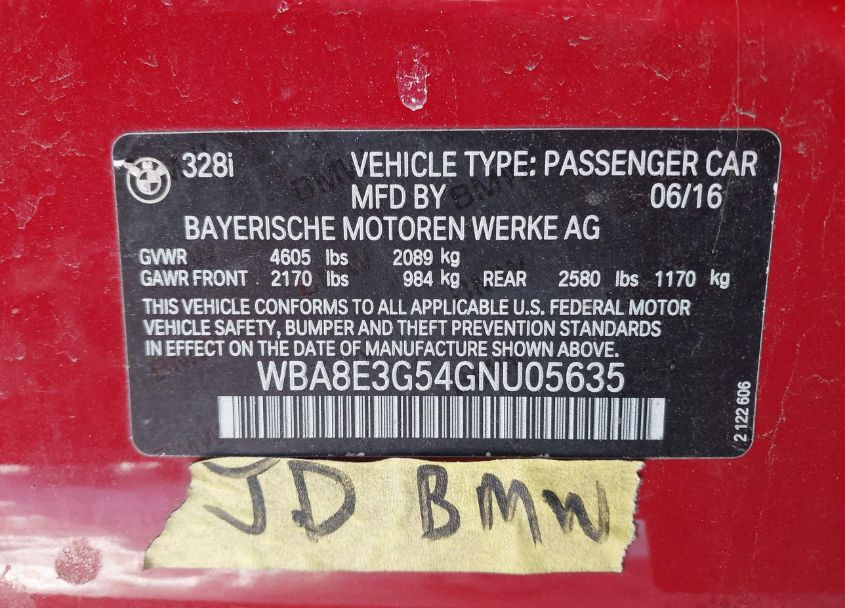 328i VEHICLE TYPE: PASSENGER CAR
MFD BY 06/16
BAYERISCHE MOTOREN WERKE AG
GVWR 4605 lbs 2089 kg
GAWR FRONT 2170 lbs 984 kg REAR 2580 lbs 1170 kg
THIS VEHICLE CONFORMS TO ALL APPLICABLE U.S. FEDERAL MOTOR
VEHICLE SAFETY, BUMPER AND THEFT PREVENTION STANDARDS
IN EFFECT ON THE DATE OF MANUFACTURE SHOWN ABOVE.
WBA8E3G54GNU05635
2 122 606
JD BMW